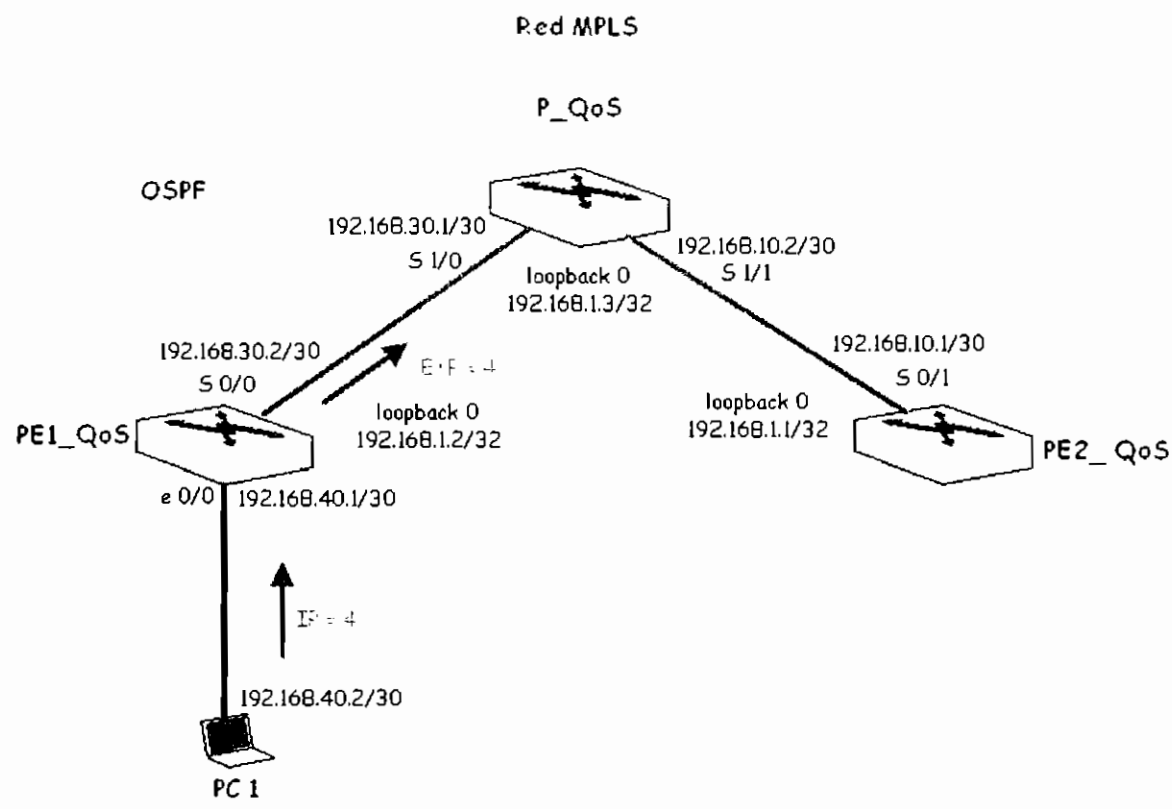 Red MPLS
P_QoS
OSPF
192.168.30.1/30
S 1/0
192.168.10.2/30
S 1/1
loopback 0
192.168.1.3/32
192.168.30.2/30
S 0/0
192.168.10.1/30
S 0/1
loopback 0
192.168.1.2/32
loopback 0
192.168.1.1/32
PE1_QoS
PE2_ QoS
e 0/0
192.168.40.1/30
= 4
192.168.40.2/30
PC 1